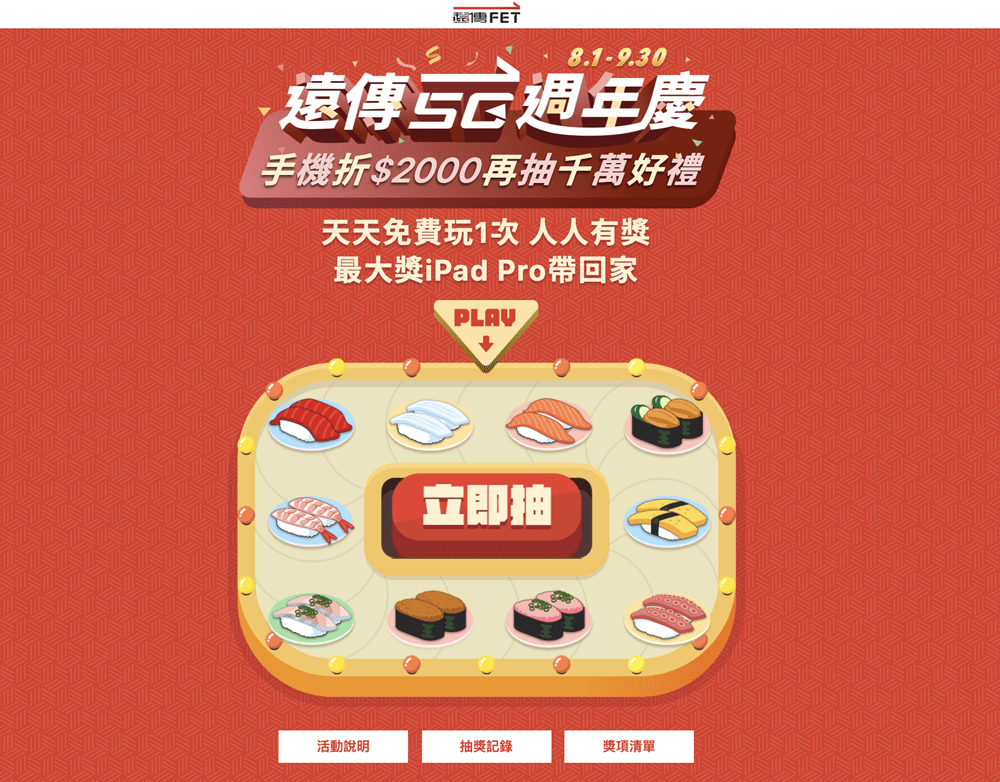 遠傳FET
8.1-9.30
遠傳5G週年慶
手機折$2000再抽千萬好禮
天天免費玩1次 人人有獎
最大獎iPad Pro帶回家
PLAY
立即抽
活動說明 抽獎記錄 獎項清單